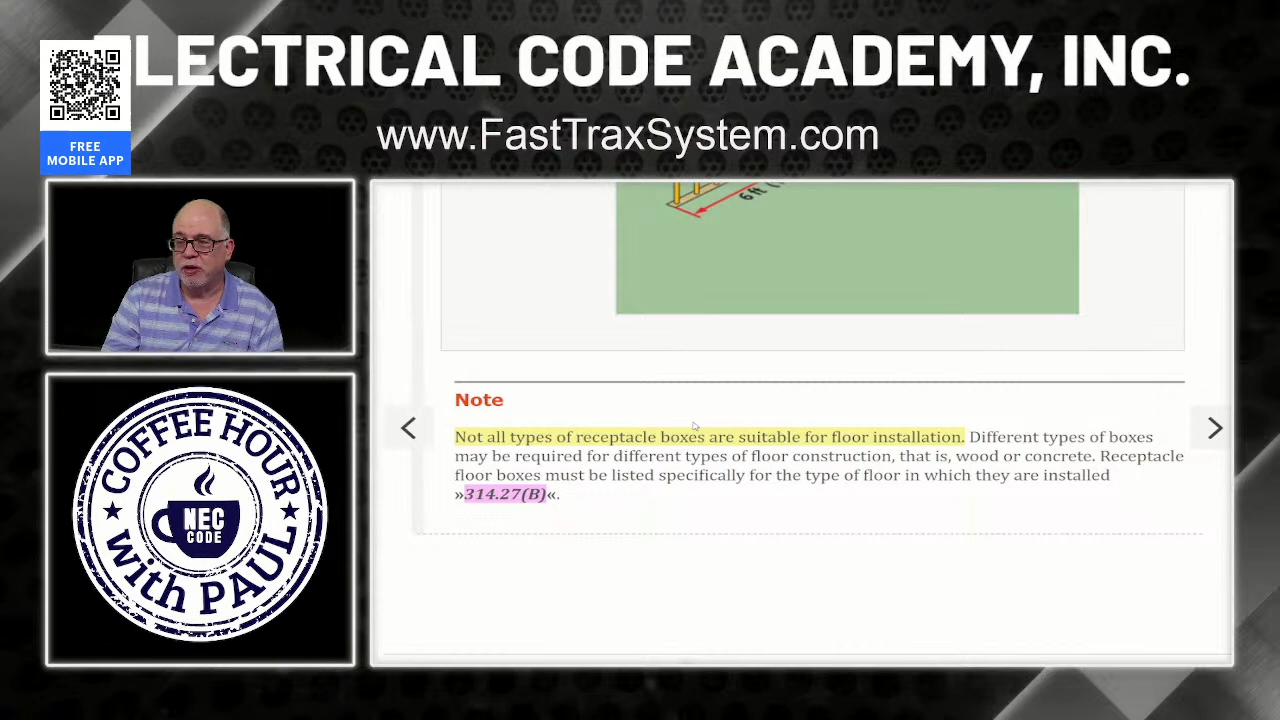 ELECTRICAL CODE ACADEMY, INC.
www.FastTraxSystem.com
FREE
MOBILE APP
6 ft
Note
Not all types of receptacle boxes are suitable for floor installation. Different types of boxes
may be required for different types of floor construction, that is, wood or concrete. Receptacle
floor boxes must be listed specifically for the type of floor in which they are installed
»314.27(B)«.
COFFEE HOUR
NEC
CODE
with PAUL